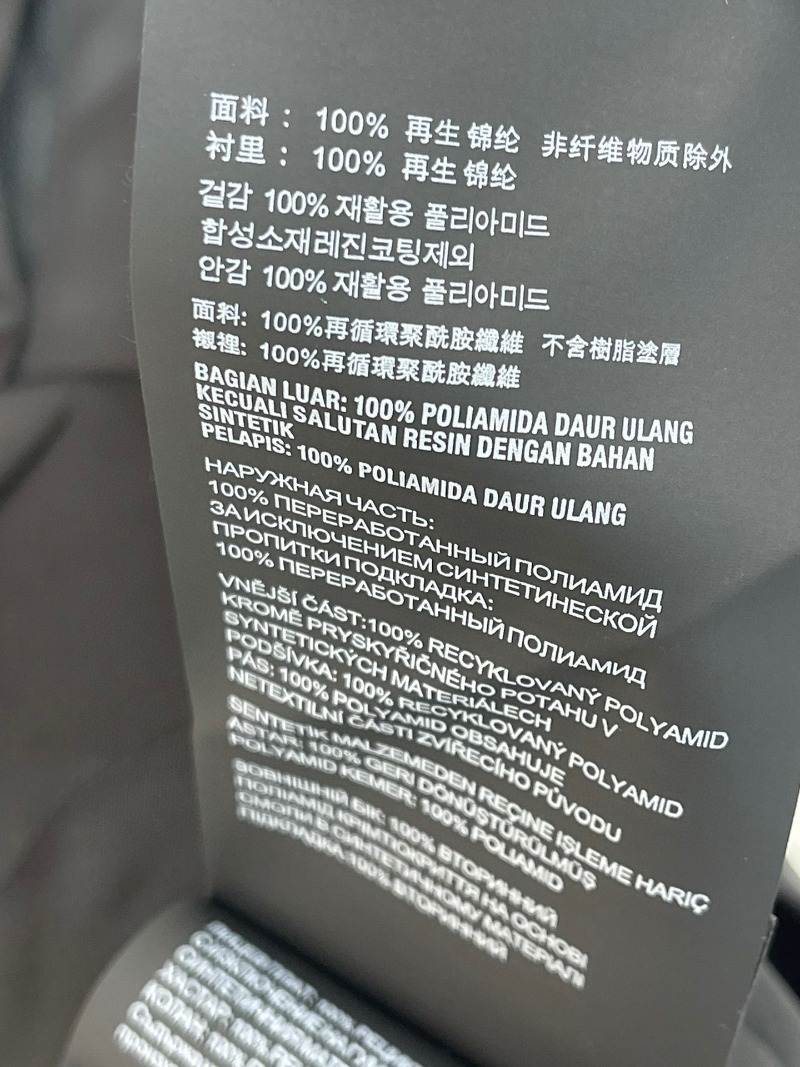 面料： 100% 再生 锦纶 非纤维物质除外
衬里： 100% 再生 锦纶
겉감 100% 재활용 폴리아미드
합성소재레진코팅제외
안감 100% 재활용 폴리아미드
面料: 100%再循環聚酰胺纖維 不含樹脂塗層
襯裡: 100%再循環聚酰胺纖維
BAGIAN LUAR: 100% POLIAMIDA DAUR ULANG
KECUALI SALUTAN RESIN DENGAN BAHAN
SINTETIK
PELAPIS: 100% POLIAMIDA DAUR ULANG
НАРУЖНАЯ ЧАСТЬ:
100% ПЕРЕРАБОТАННЫЙ ПОЛИАМИД
ЗА ИСКЛЮЧЕНИЕМ СИНТЕТИЧЕСКОЙ
ПРОПИТКИ ПОДКЛАДКА:
100% ПЕРЕРАБОТАННЫЙ ПОЛИАМИД
VNĚJŠÍ ČÁST:100% RECYKLOVANÝ POLYAMID
KROMĚ PRYSKYŘIČNÉHO POTAHU V
SYNTETICKÝCH MATERIÁLECH
PODŠÍVKA: 100% RECYKLOVANÝ POLYAMID
PÁS: 100% POLYAMID OBSAHUJE
NETEXTILNÍ ČÁSTI ZVÍŘECÍHO PŮVODU
SENTETİK MALZEMEDEN REÇİNE İŞLEME HARİÇ
ASTAR: 100% GERİ DÖNÜŞTÜRÜLMÜŞ
POLYAMID KEMER: 100% POLIAMID
ЗОВНІШНІЙ БІК: 100% ВТОРИННИЙ
ПОЛІАМІД КРІМ ПОКРИТТЯ НА ОСНОВІ
СМОЛИ В СИНТЕТИЧНОМУ МАТЕРІАЛІ
ПІДКЛАДКА: 100% ВТОРИННИЙ